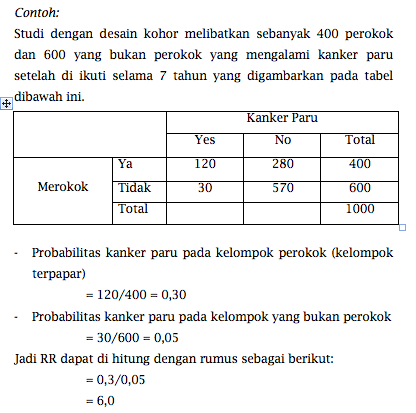 Contoh:
Studi dengan desain kohor melibatkan sebanyak 400 perokok
dan 600 yang bukan perokok yang mengalami kanker paru
setelah di ikuti selama 7 tahun yang digambarkan pada tabel
dibawah ini.
Kanker Paru
Yes No Total
Merokok Ya 120 280 400
Tidak 30 570 600
Total 1000
- Probabilitas kanker paru pada kelompok perokok (kelompok
terpapar)
= 120/400 = 0,30
- Probabilitas kanker paru pada kelompok yang bukan perokok
= 30/600 = 0,05
Jadi RR dapat di hitung dengan rumus sebagai berikut:
= 0,3/0,05
= 6,0